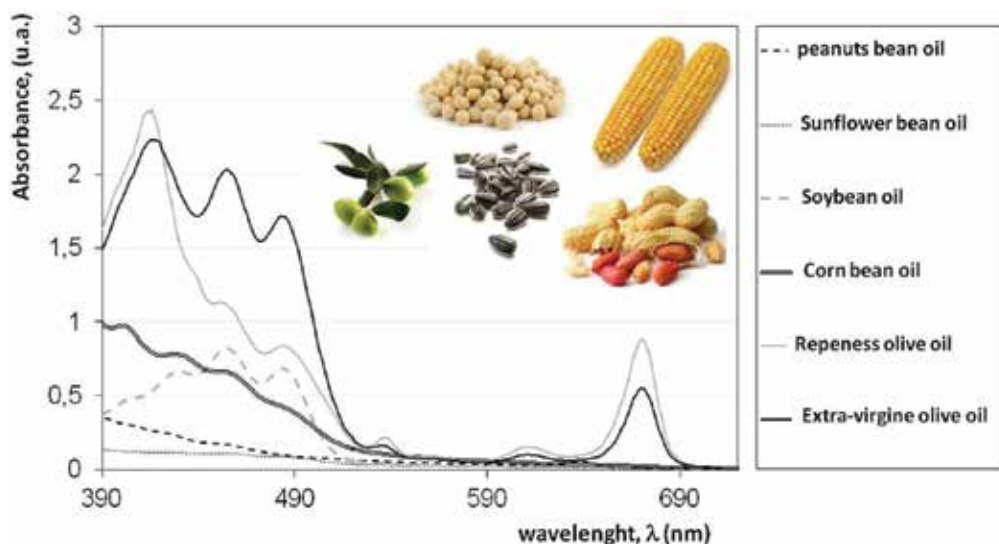 Absorbance, (u.a.)
3
2,5
2
1,5
1
0,5
0
390
490
590
690
wavelenght, λ (nm)
peanuts bean oil
Sunflower bean oil
Soybean oil
Corn bean oil
Repeness olive oil
Extra-virgine olive oil